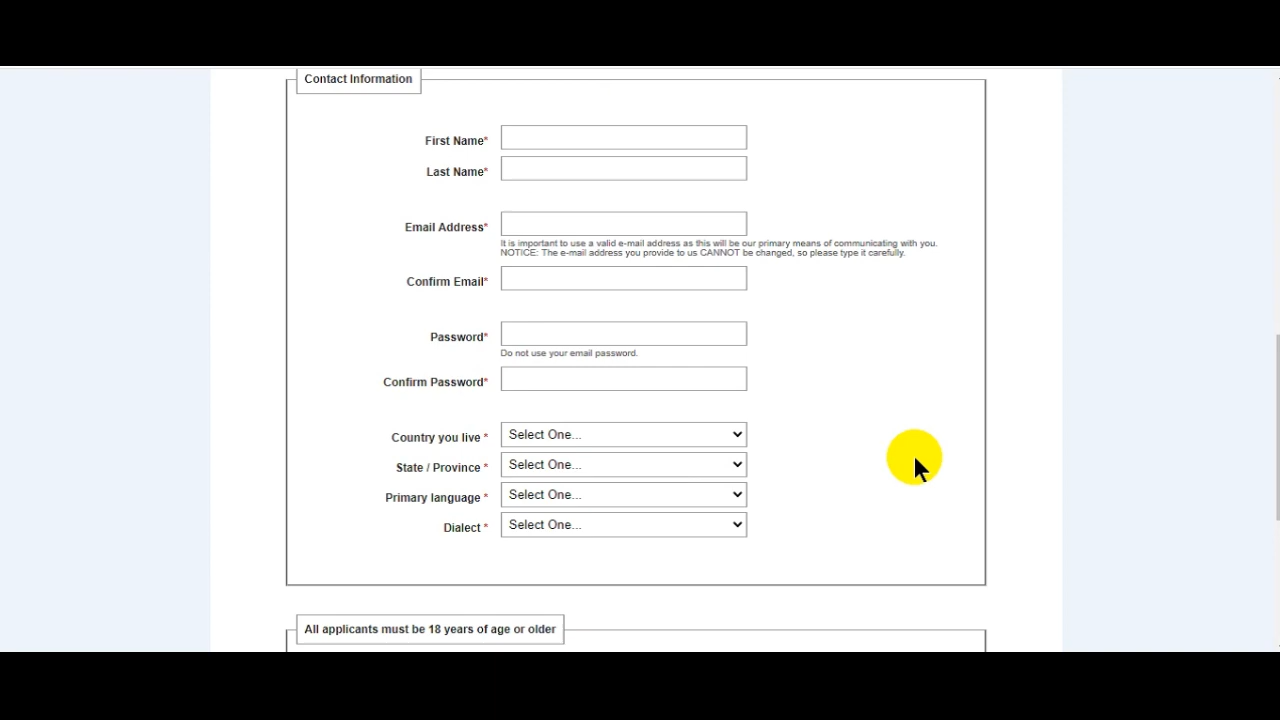 Contact Information
First Name*
Last Name*
Email Address*
It is important to use a valid e-mail address as this will be our primary means of communicating with you.
NOTICE: The e-mail address you provide to us CANNOT be changed, so please type it carefully.
Confirm Email*
Password*
Do not use your email password.
Confirm Password*
Country you live * Select One...
State / Province * Select One...
Primary language * Select One...
Dialect * Select One...
All applicants must be 18 years of age or older